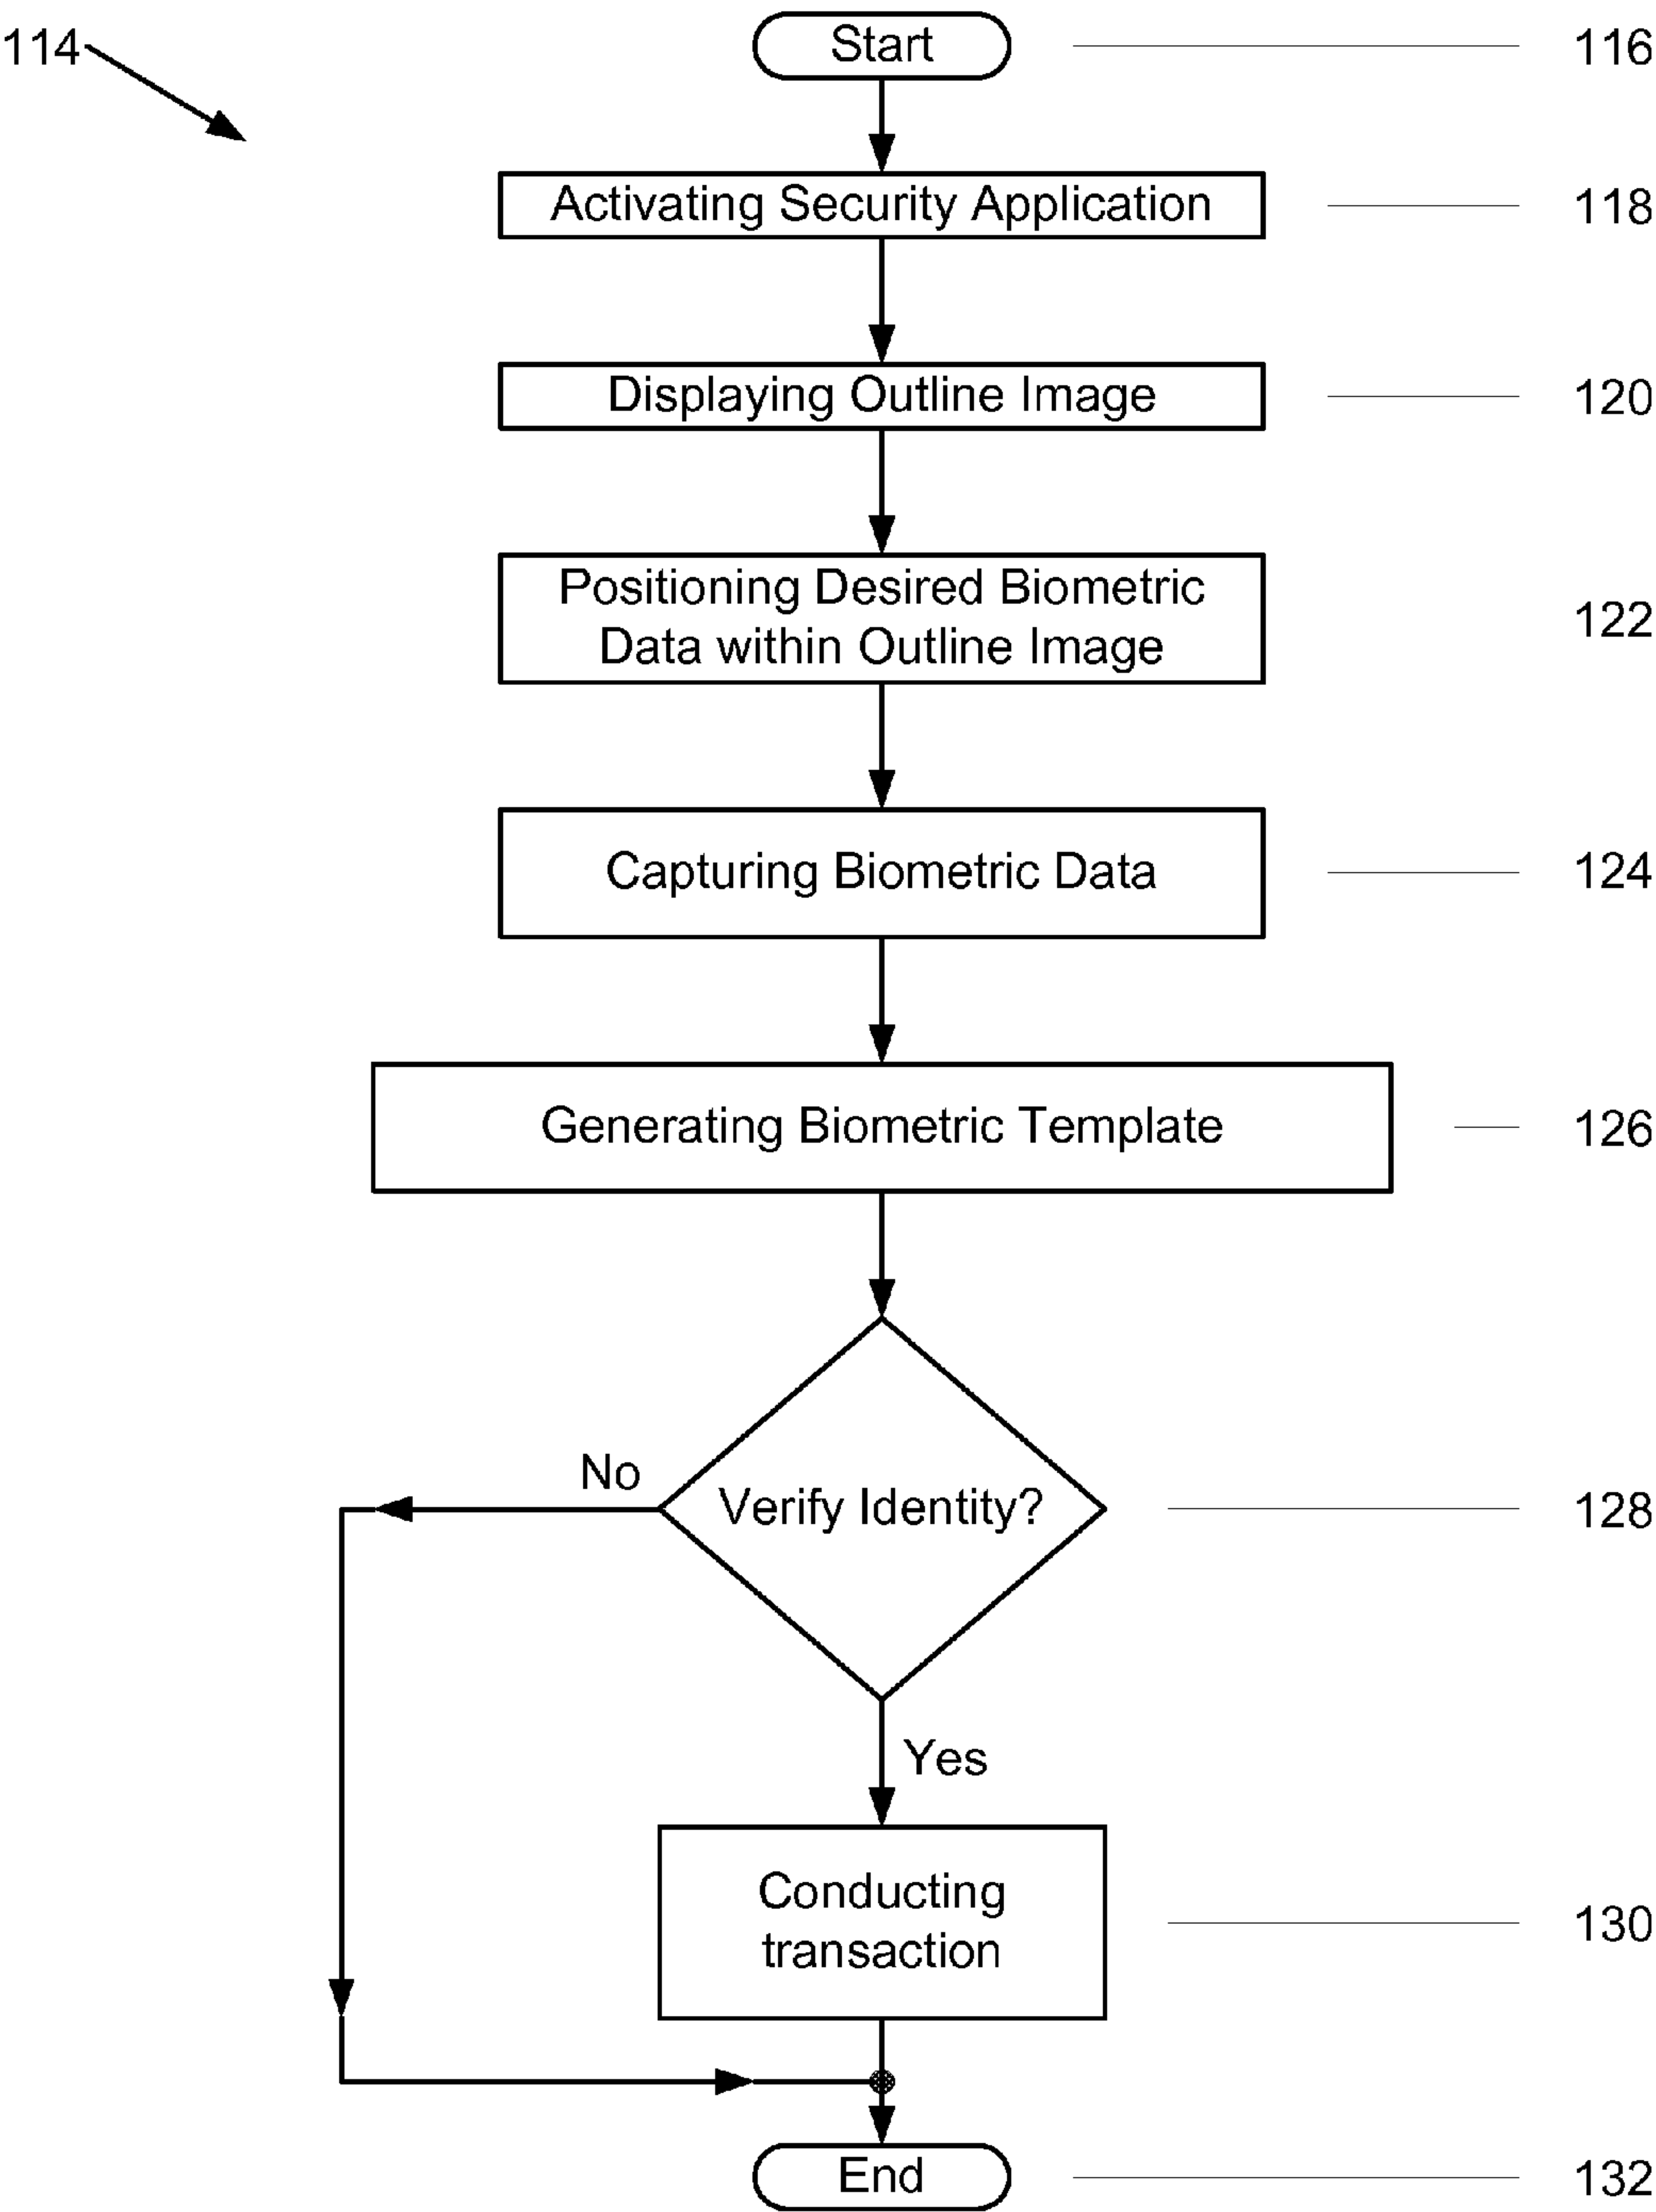 114
Start
116
Activating Security Application
118
Displaying Outline Image
120
Positioning Desired Biometric
Data within Outline Image
122
Capturing Biometric Data
124
Generating Biometric Template
126
No
Verify Identity?
128
Yes
Conducting
transaction
130
End
132